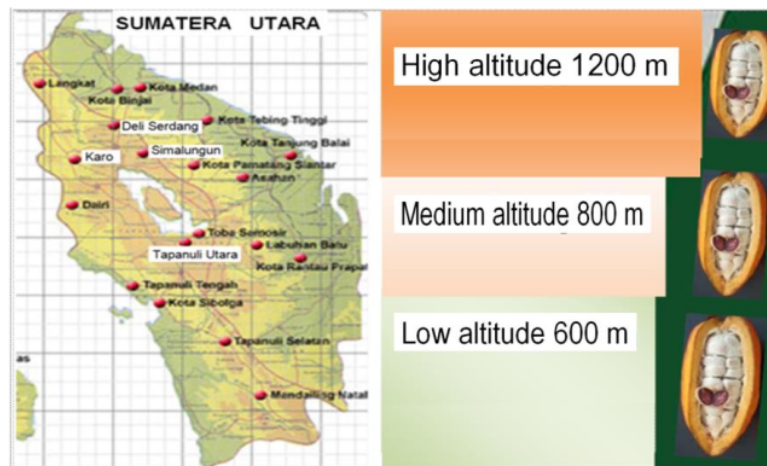 SUMATERA UTARA
Langkat
Kota Medan
Kota Binjai
Deli Serdang
Kota Tebing Tinggi
Kota Tanjung Balai
Karo
Simalungun
Kota Pamatang Siantar
Asahan
Dairi
Toba Samosir
Labuhan Batu
Tapanuli Utara
Kota Rantau Prapat
Tapanuli Tengah
Kota Sibolga
Tapanuli Selatan
as
Mandailing Natal
High altitude 1200 m
Medium altitude 800 m
Low altitude 600 m